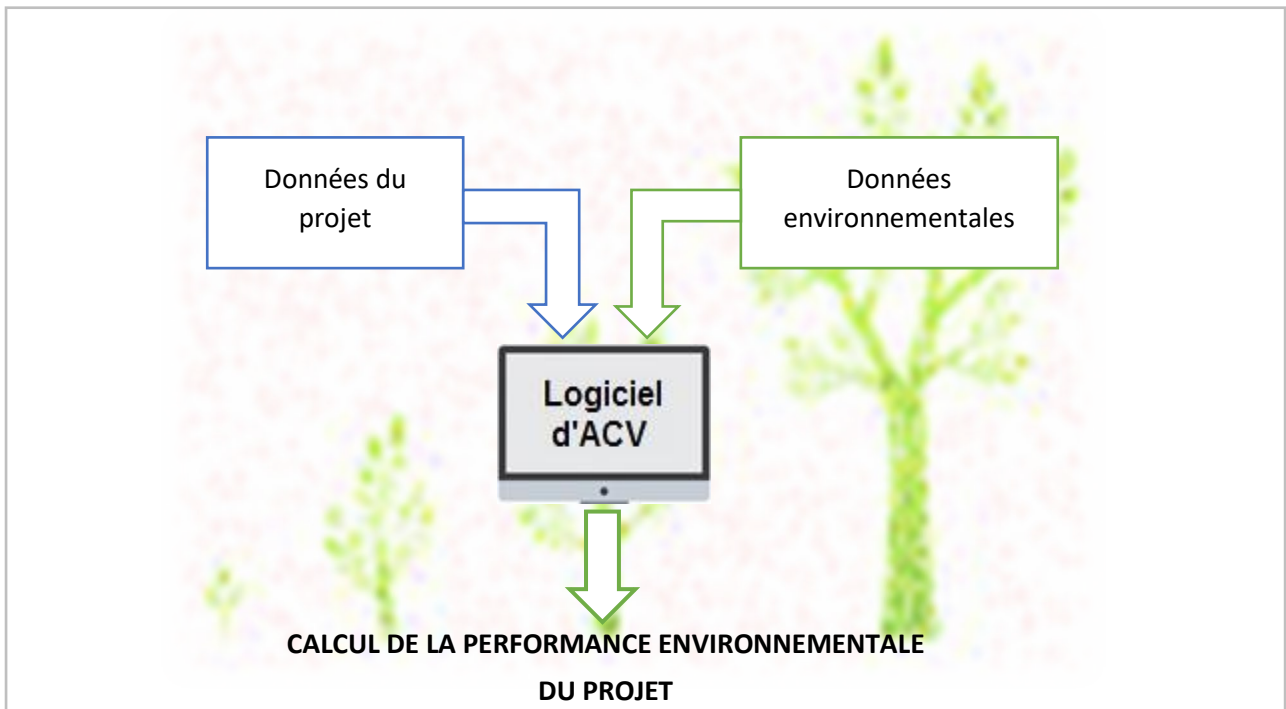 Données du
projet
Données
environnementales
Logiciel
d'ACV
CALCUL DE LA PERFORMANCE ENVIRONNEMENTALE
DU PROJET